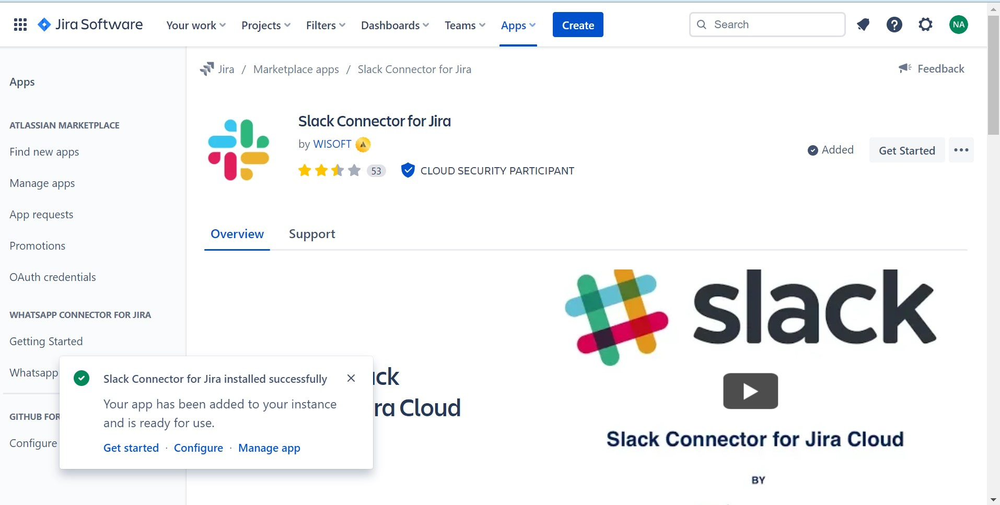 Jira Software Your work Projects Filters Dashboards Teams Apps Create Search NA
Apps
ATLASSIAN MARKETPLACE
Find new apps
Manage apps
App requests
Promotions
OAuth credentials
WHATSAPP CONNECTOR FOR JIRA
Getting Started
Whatsapp
GITHUB FOR
Configure
Jira / Marketplace apps / Slack Connector for Jira
Feedback
Slack Connector for Jira
by WISOFT
53 CLOUD SECURITY PARTICIPANT
Added Get Started
Overview Support
slack
ck
ra Cloud
Slack Connector for Jira Cloud
BY
Slack Connector for Jira installed successfully
Your app has been added to your instance
and is ready for use.
Get started · Configure · Manage app